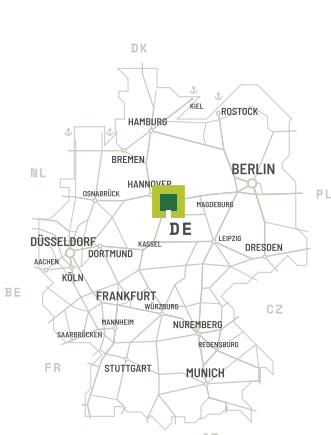 DK
KIEL
ROSTOCK
HAMBURG
BREMEN
BERLIN
NL
HANNOVER
OSNABRÜCK
PL
MAGDEBURG
DE
DÜSSELDORF
KASSEL
LEIPZIG
DRESDEN
DORTMUND
AACHEN
KÖLN
BE
FRANKFURT
WÜRZBURG
CZ
MANNHEIM
NUREMBERG
SAARBRÜCKEN
REGENSBURG
FR
STUTTGART
MUNICH